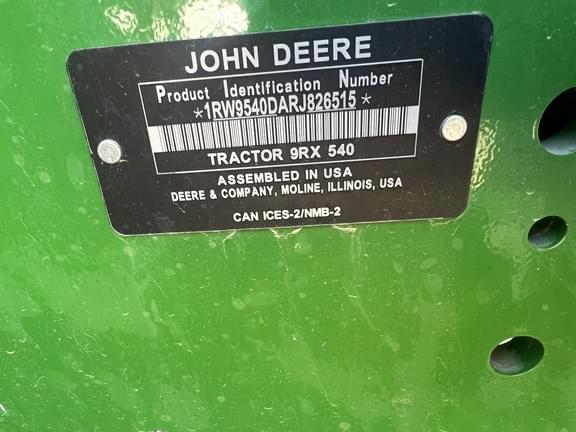 JOHN DEERE
Product Identification Number
*1RW9540DARJ826515*
TRACTOR 9RX 540
ASSEMBLED IN USA
DEERE & COMPANY, MOLINE, ILLINOIS, USA
CAN ICES-2/NMB-2